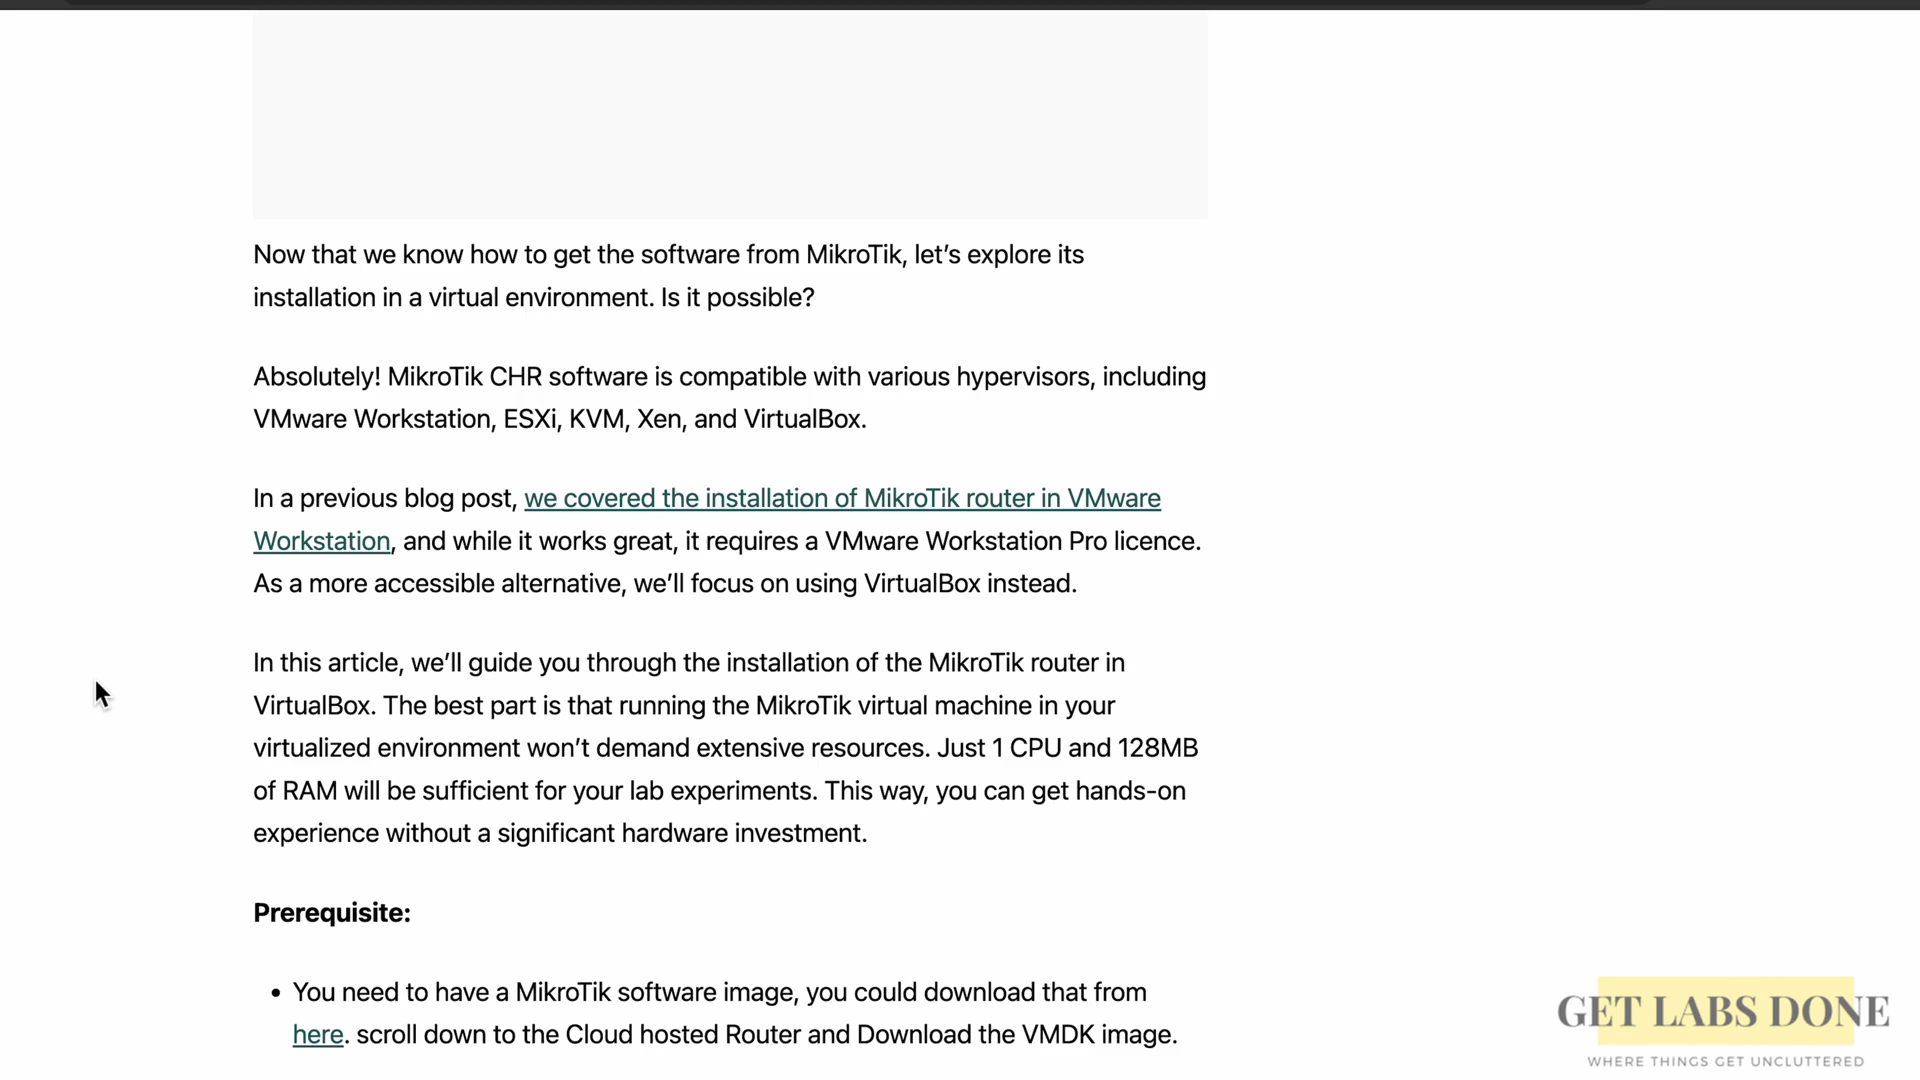 Now that we know how to get the software from MikroTik, let’s explore its
installation in a virtual environment. Is it possible?
Absolutely! MikroTik CHR software is compatible with various hypervisors, including
VMware Workstation, ESXi, KVM, Xen, and VirtualBox.
In a previous blog post, we covered the installation of MikroTik router in VMware
Workstation, and while it works great, it requires a VMware Workstation Pro licence.
As a more accessible alternative, we’ll focus on using VirtualBox instead.
In this article, we’ll guide you through the installation of the MikroTik router in
VirtualBox. The best part is that running the MikroTik virtual machine in your
virtualized environment won’t demand extensive resources. Just 1 CPU and 128MB
of RAM will be sufficient for your lab experiments. This way, you can get hands-on
experience without a significant hardware investment.
Prerequisite:
• You need to have a MikroTik software image, you could download that from
here. scroll down to the Cloud hosted Router and Download the VMDK image.
GET LABS DONE
WHERE THINGS GET UNCLUTTERED